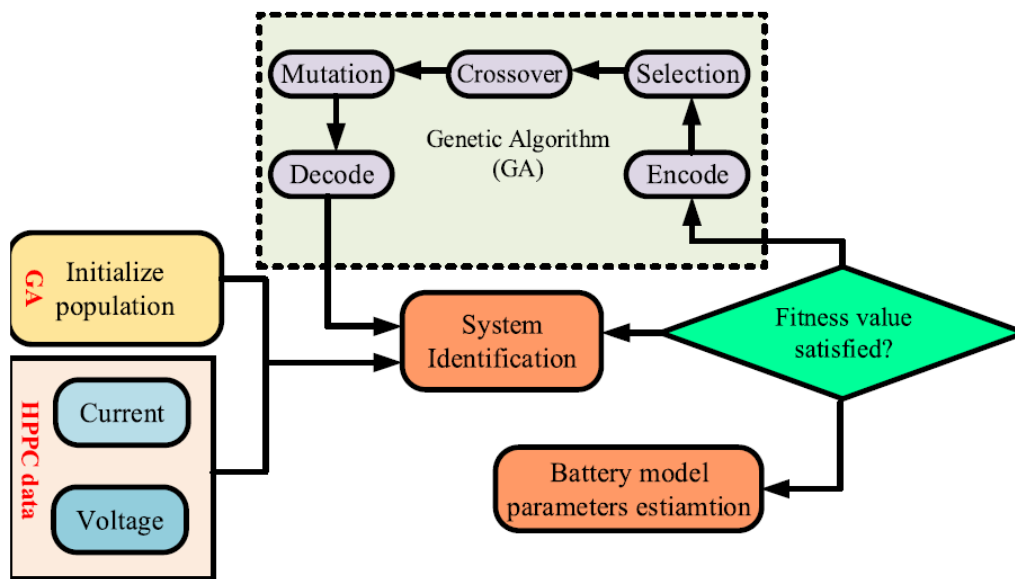 Mutation
Crossover
Selection
Genetic Algorithm
(GA)
Decode
Encode
GA
Initialize
population
System
Identification
Fitness value
satisfied?
HPPC data
Current
Voltage
Battery model
parameters estiamtion